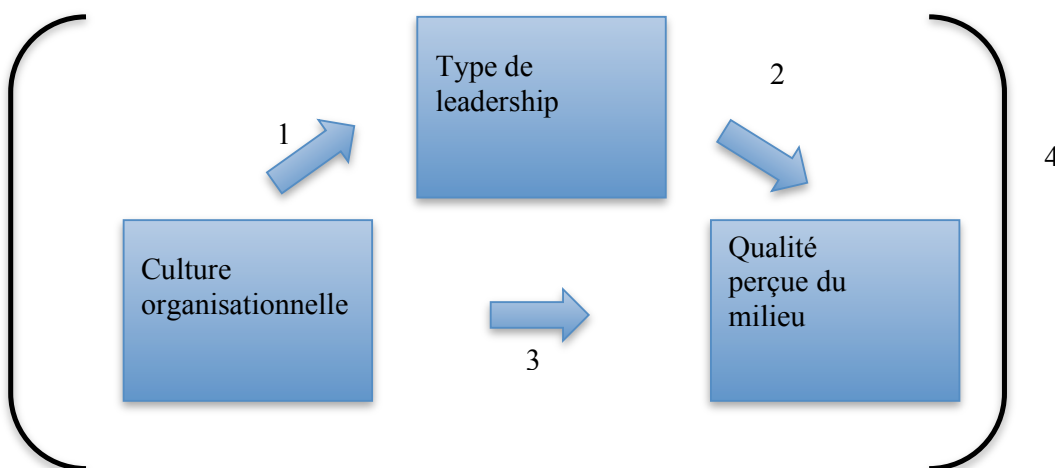 Type de
leadership
2
1
4
Culture
organisationnelle
Qualité
perçue du
milieu
3